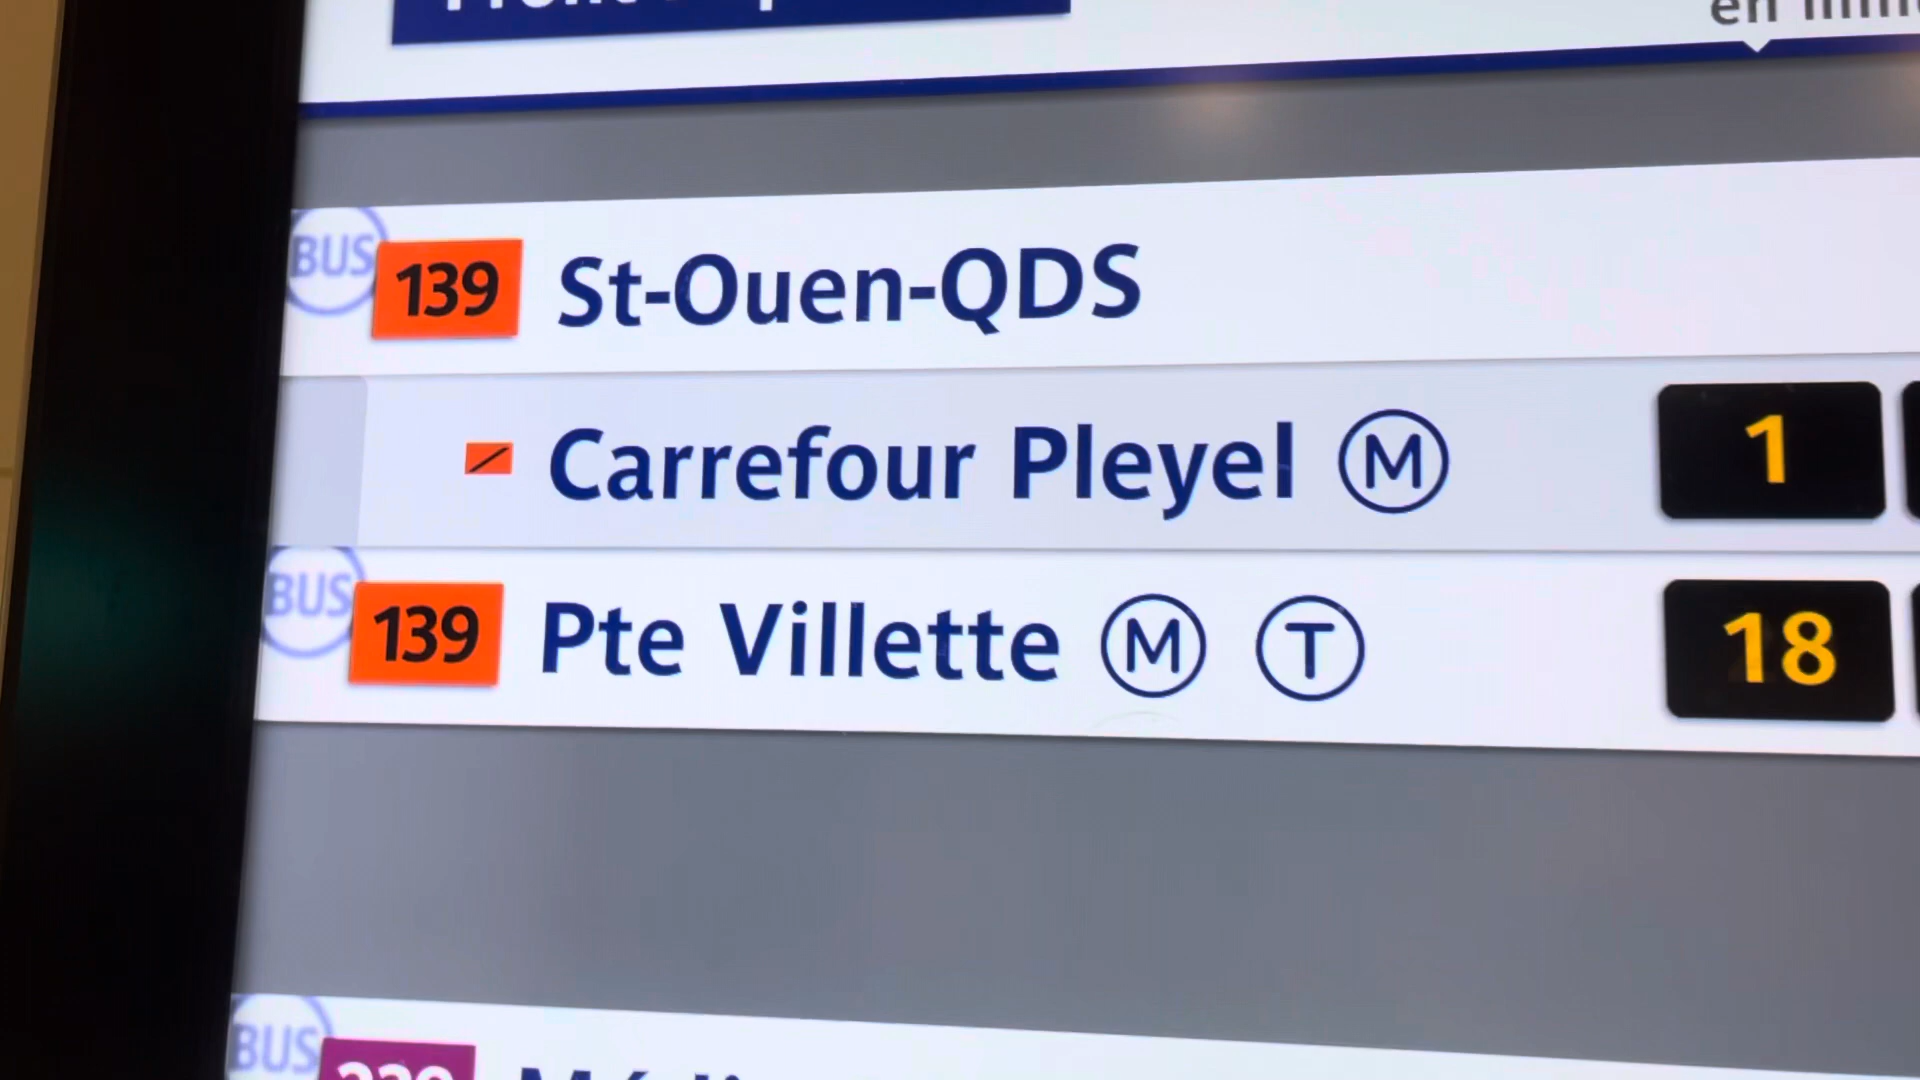 BUS 139 St-Ouen-QDS
Carrefour Pleyel M 1
BUS 139 Pte Villette M T 18
BUS